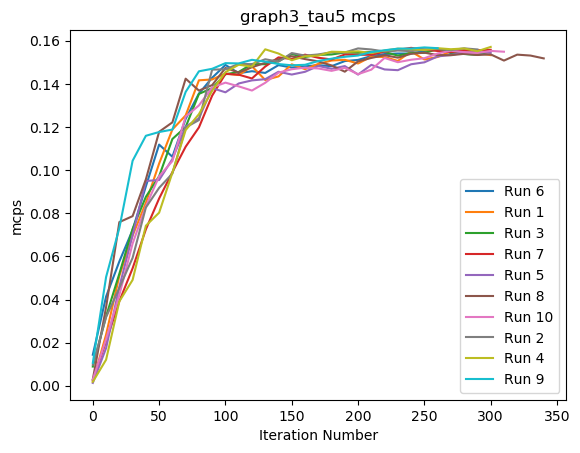 graph3_tau5 mcps
mcps
0.16
0.14
0.12
0.10
0.08
0.06
0.04
0.02
0.00
0 50 100 150 200 250 300 350
Iteration Number
Run 6
Run 1
Run 3
Run 7
Run 5
Run 8
Run 10
Run 2
Run 4
Run 9